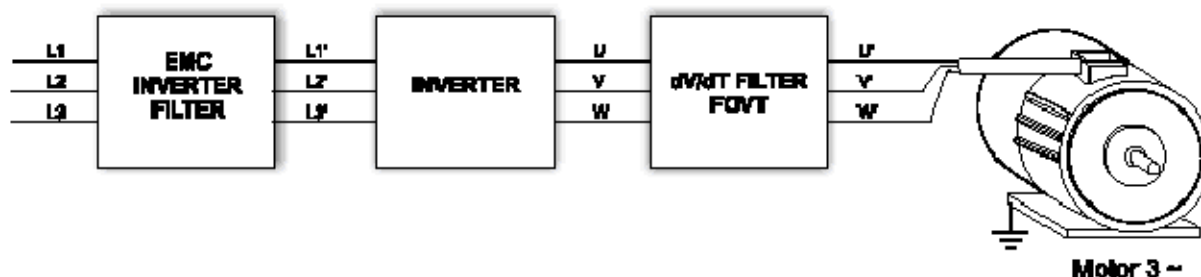 L1
L2
L3
EMC
INVERTER
FILTER
L1'
L2'
L3'
INVERTER
U
V
W
dV/dT FILTER
FOVT
U'
V'
W'
Motor 3 ~